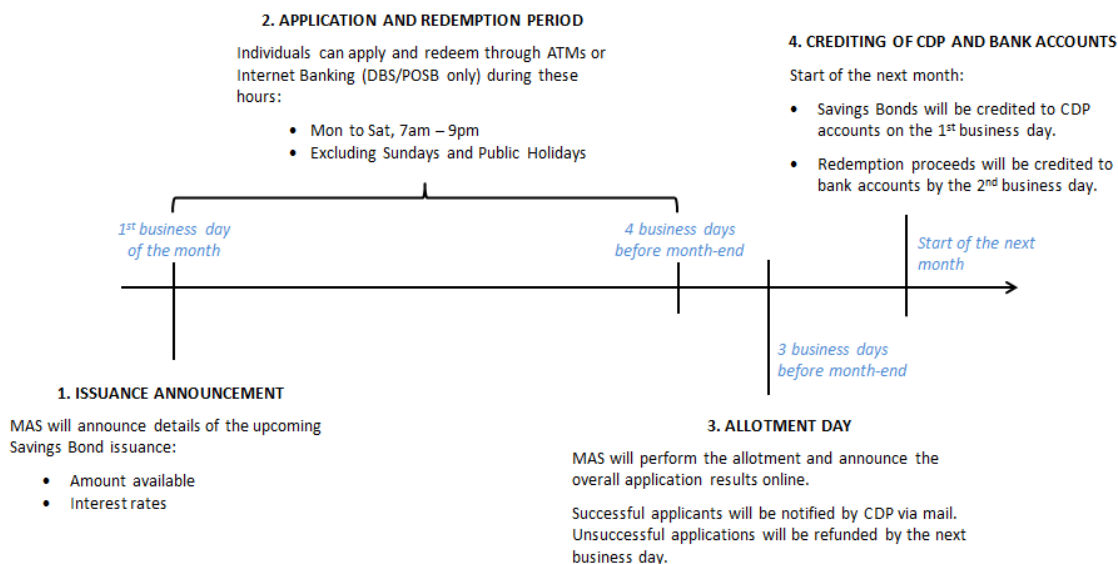 2. APPLICATION AND REDEMPTION PERIOD
Individuals can apply and redeem through ATMs or
Internet Banking (DBS/POSB only) during these
hours:
• Mon to Sat, 7am – 9pm
• Excluding Sundays and Public Holidays
4. CREDITING OF CDP AND BANK ACCOUNTS
Start of the next month:
• Savings Bonds will be credited to CDP
accounts on the 1st business day.
• Redemption proceeds will be credited to
bank accounts by the 2nd business day.
1st business day
of the month
4 business days
before month-end
Start of the next
month
3 business days
before month-end
1. ISSUANCE ANNOUNCEMENT
MAS will announce details of the upcoming
Savings Bond issuance:
• Amount available
• Interest rates
3. ALLOTMENT DAY
MAS will perform the allotment and announce the
overall application results online.
Successful applicants will be notified by CDP via mail.
Unsuccessful applications will be refunded by the next
business day.